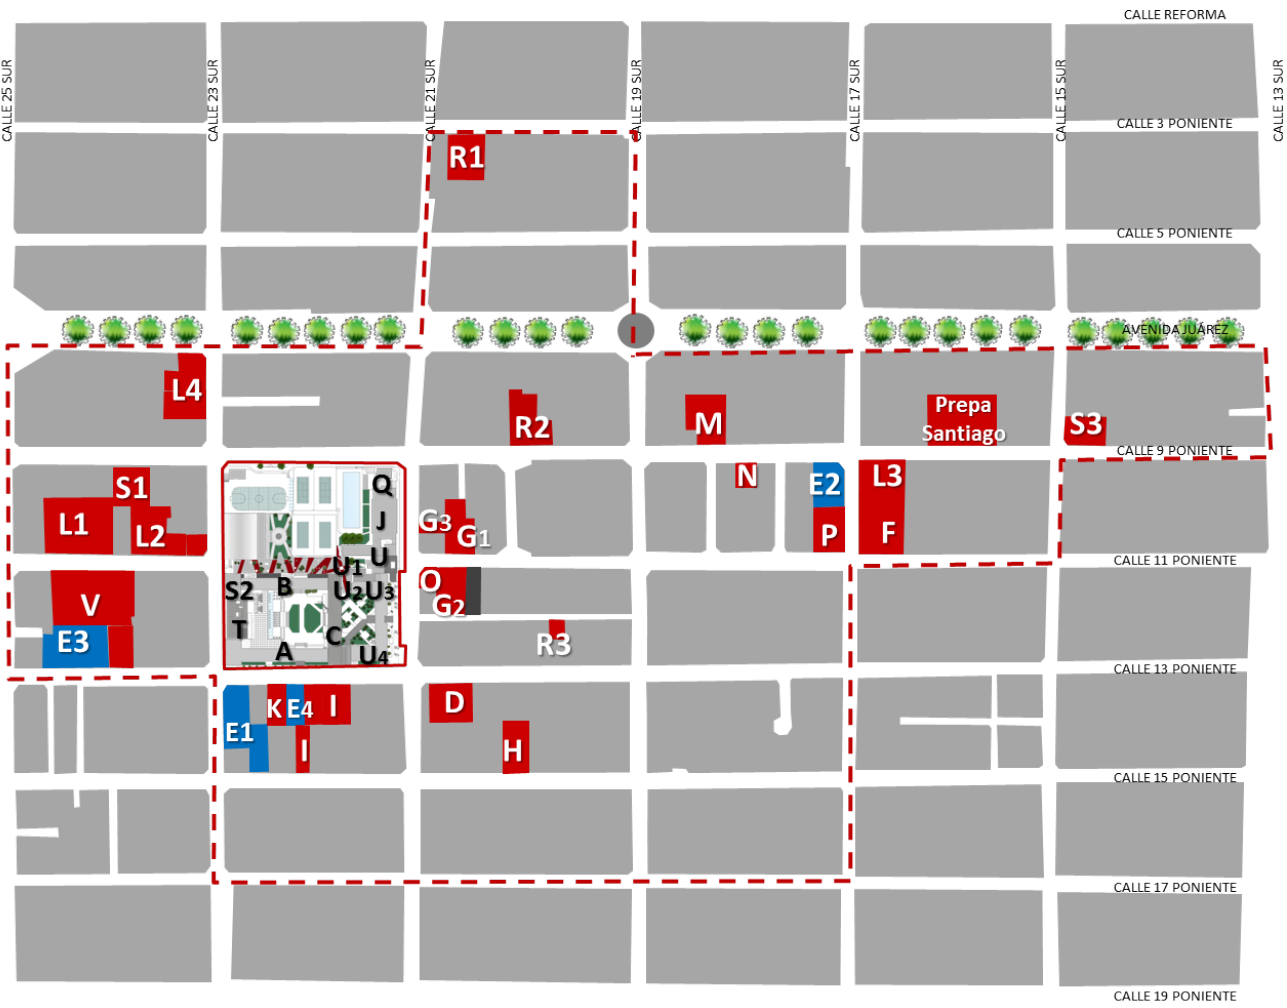 CALLE REFORMA
CALLE 25 SUR
CALLE 23 SUR
CALLE 21 SUR
CALLE 19 SUR
CALLE 17 SUR
CALLE 15 SUR
CALLE 13 SUR
CALLE 3 PONIENTE
R1
CALLE 5 PONIENTE
AVENIDA JUÁREZ
L4
R2
M
Prepa
Santiago
S3
CALLE 9 PONIENTE
S1
L1
L2
Q
J
U
G3
G1
N
E2
P
L3
F
CALLE 11 PONIENTE
V
E3
S2
B
U1
U2
U3
T
A
C
U4
O
G2
R3
CALLE 13 PONIENTE
E1
K
E4
I
I
D
H
CALLE 15 PONIENTE
CALLE 17 PONIENTE
CALLE 19 PONIENTE